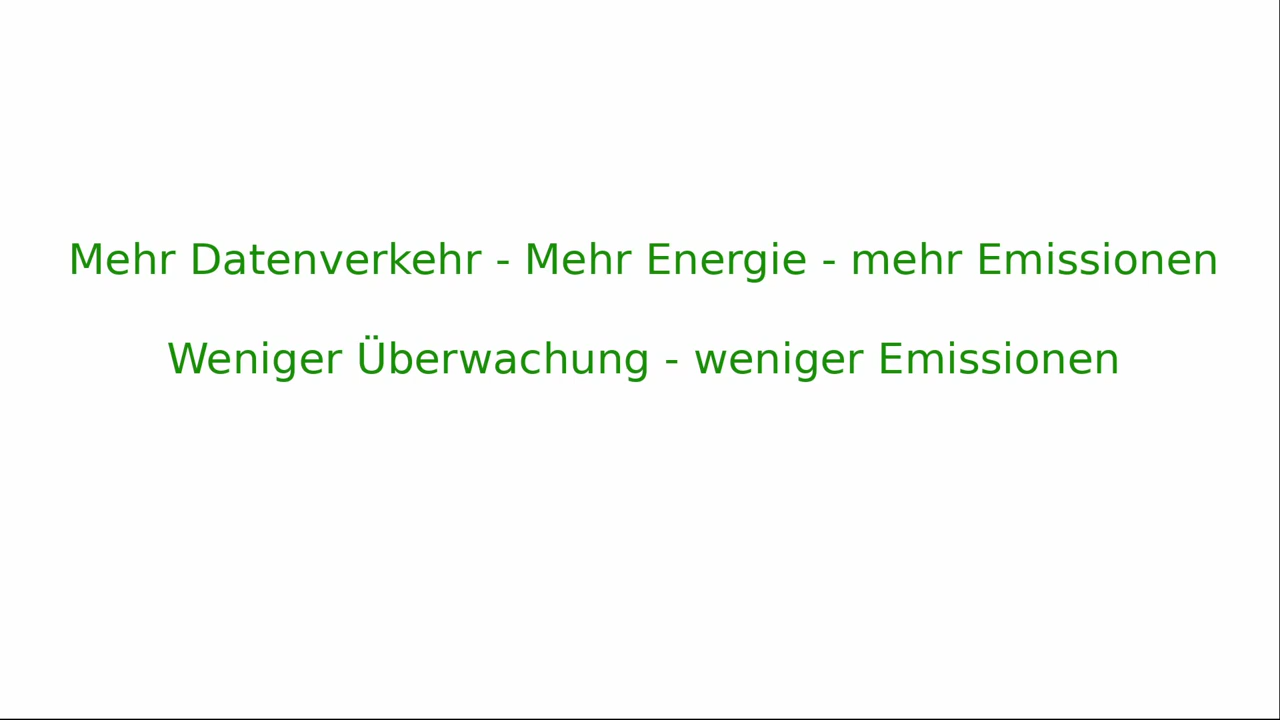 Mehr Datenverkehr - Mehr Energie - mehr Emissionen
Weniger Überwachung - weniger Emissionen